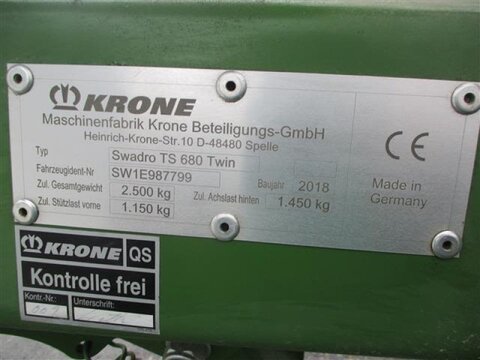 KRONE
Maschinenfabrik Krone Beteiligungs-GmbH
Heinrich-Krone-Str.10 D-48480 Spelle
Typ Swadro TS 680 Twin
Fahrzeugident-Nr SW1E987799
Baujahr 2018
Zul. Gesamtgewicht 2.500 kg
Zul. Achslast hinten 1.450 kg
Zul. Stützlast vorne 1.150 kg
CE
Made in
Germany
KRONE QS
Kontrolle frei
Kontr.-Nr.: Unterschrift: